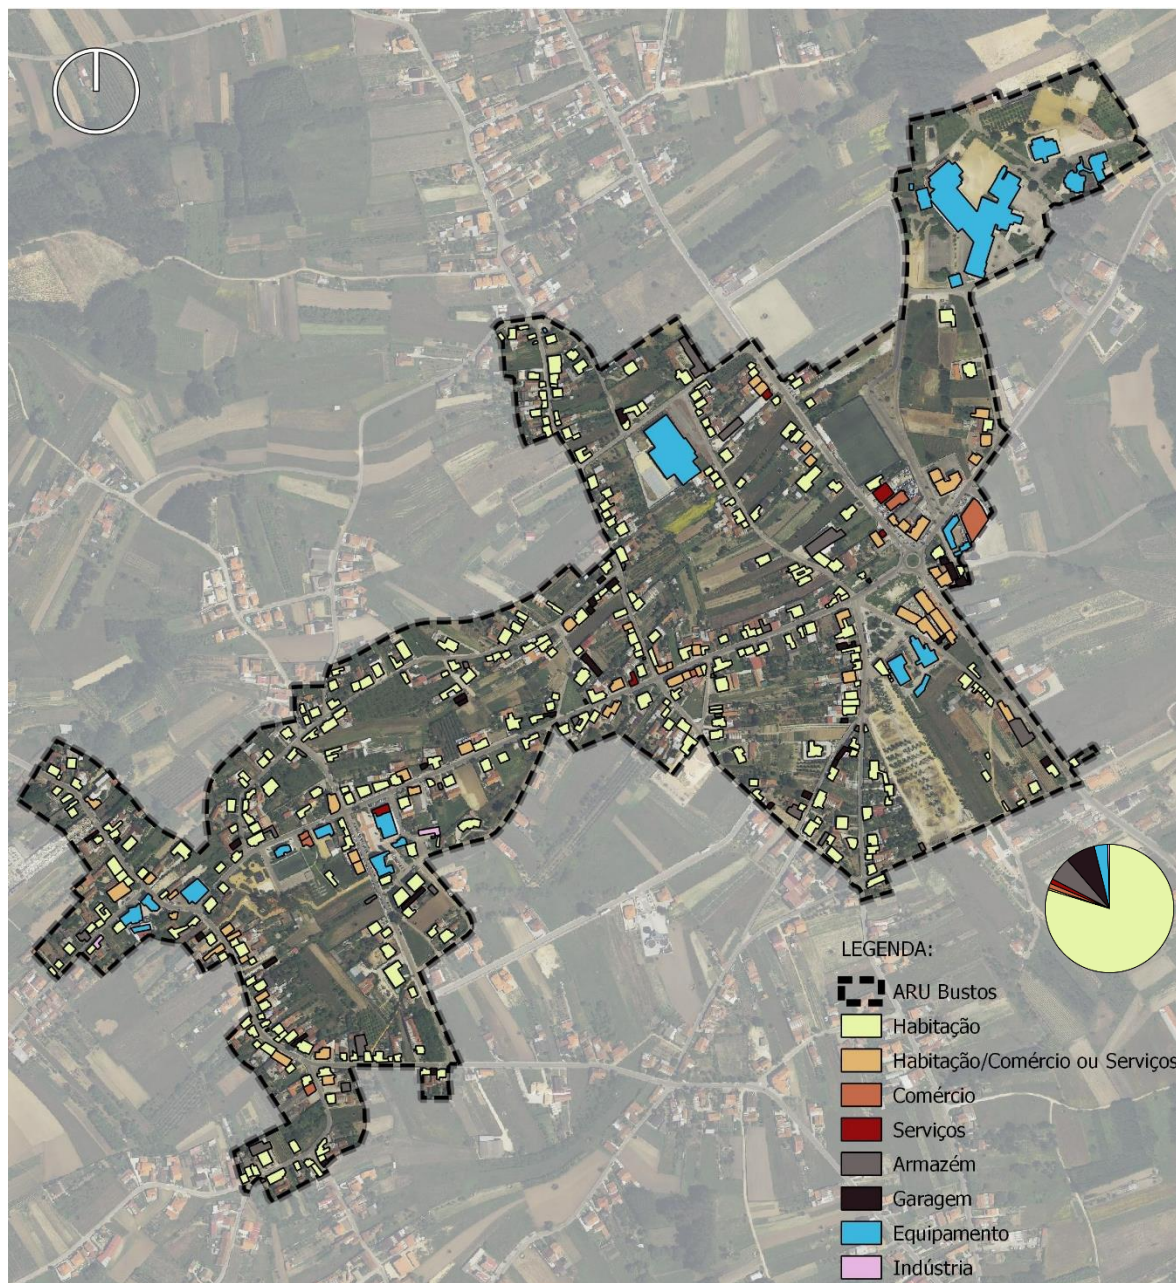 LEGENDA:
ARU Bustos
Habitação
Habitação/Comércio ou Serviços
Comércio
Serviços
Armazém
Garagem
Equipamento
Indústria